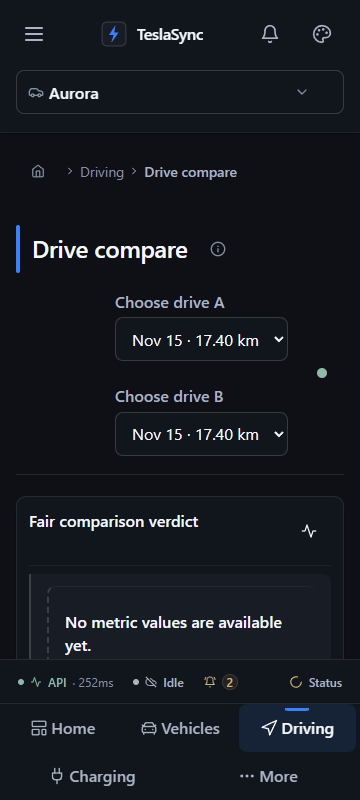 TeslaSync
Aurora
Driving
Drive compare
Drive compare
Choose drive A
Nov 15 · 17.40 km
Choose drive B
Nov 15 · 17.40 km
Fair comparison verdict
No metric values are available
yet.
API · 252ms
Idle
2
Status
Home
Vehicles
Driving
Charging
More